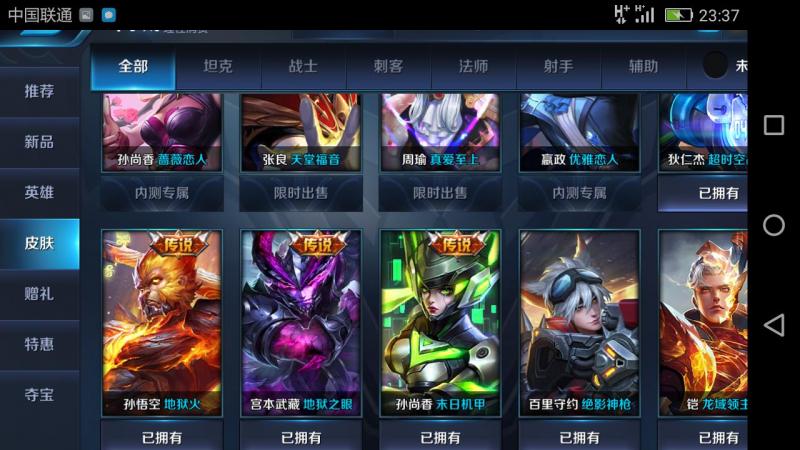 中国联通
H+ H+ 23:37
全部 坦克 战士 刺客 法师 射手 辅助 未
推荐
新品
英雄
皮肤
赠礼
特惠
夺宝
孙尚香 蔷薇恋人 张良 天堂福音 周瑜 真爱至上 嬴政 优雅恋人 狄仁杰 超时空
内测专属 限时出售 限时出售 内测专属 已拥有
传说 传说 传说
孙悟空 地狱火 宫本武藏 地狱之眼 孙尚香 末日机甲 百里守约 绝影神枪 铠 龙域领主
已拥有 已拥有 已拥有 已拥有 已拥有